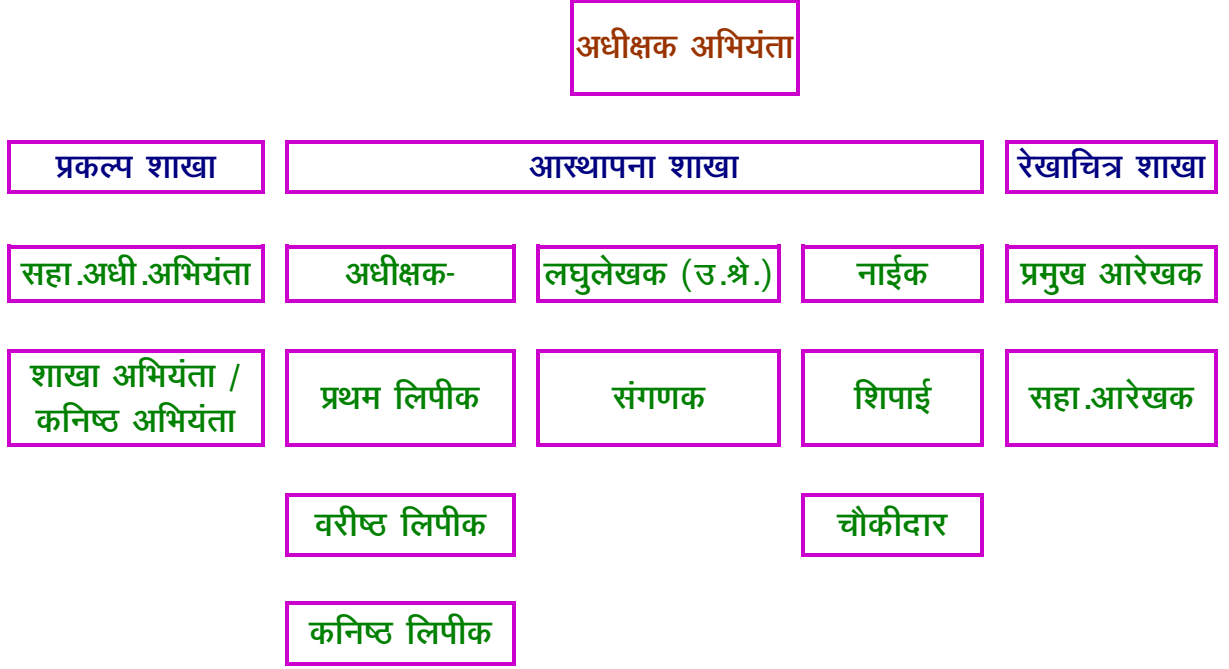 अधीक्षक अभियंता
प्रकल्प शाखा
आस्थापना शाखा
रेखाचित्र शाखा
सहा.अधी.अभियंता
अधीक्षक-
लघुलेखक (उ.श्रे.)
नाईक
प्रमुख आरेखक
शाखा अभियंता /
कनिष्ठ अभियंता
प्रथम लिपीक
संगणक
शिपाई
सहा.आरेखक
वरीष्ठ लिपीक
चौकीदार
कनिष्ठ लिपीक